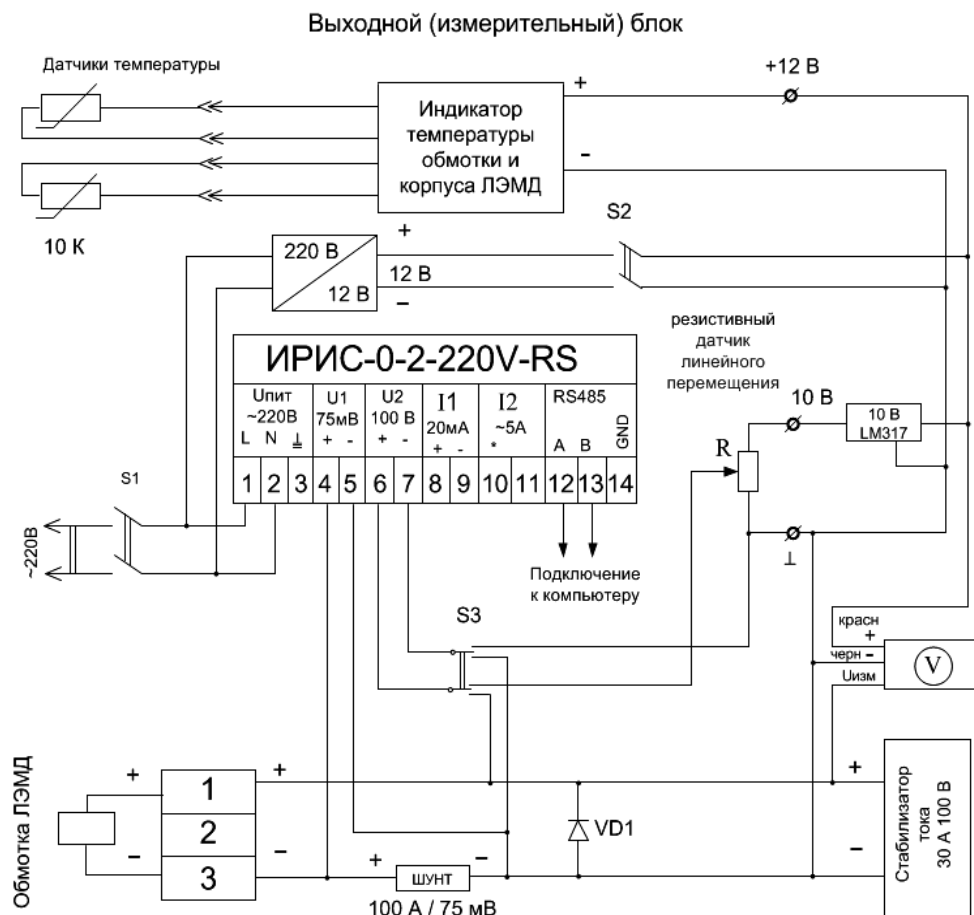 Выходной (измерительный) блок
Датчики температуры
10 К
Индикатор
температуры
обмотки и
корпуса ЛЭМД
+
-
+12 В
S2
220 В
12 В
+
12 В
−
ИРИС-0-2-220V-RS
Uпит
~220В
L N ⏚
U1
75мВ
+ -
U2
100 В
+ -
I1
20мА
+ -
I2
~5А
*
RS485
A B
GND
1 2 3 4 5 6 7 8 9 10 11 12 13 14
S1
~220В
Подключение
к компьютеру
S3
резистивный
датчик
линейного
перемещения
R
10 В
10 В
LM317
⊥
красн
+
черн −
Uизм
V
Обмотка ЛЭМД
+
−
1
2
3
+
−
+
ШУНТ
−
100 А / 75 мВ
VD1
+
−
Стабилизатор
тока
30 А 100 В